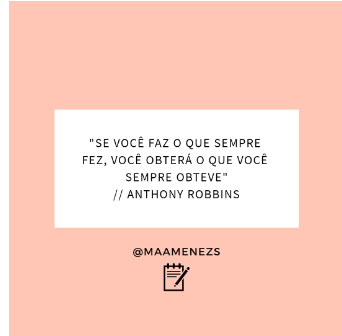 "SE VOCÊ FAZ O QUE SEMPRE
FEZ, VOCÊ OBTERÁ O QUE VOCÊ
SEMPRE OBTEVE"
// ANTHONY ROBBINS
@MAAMENEZS